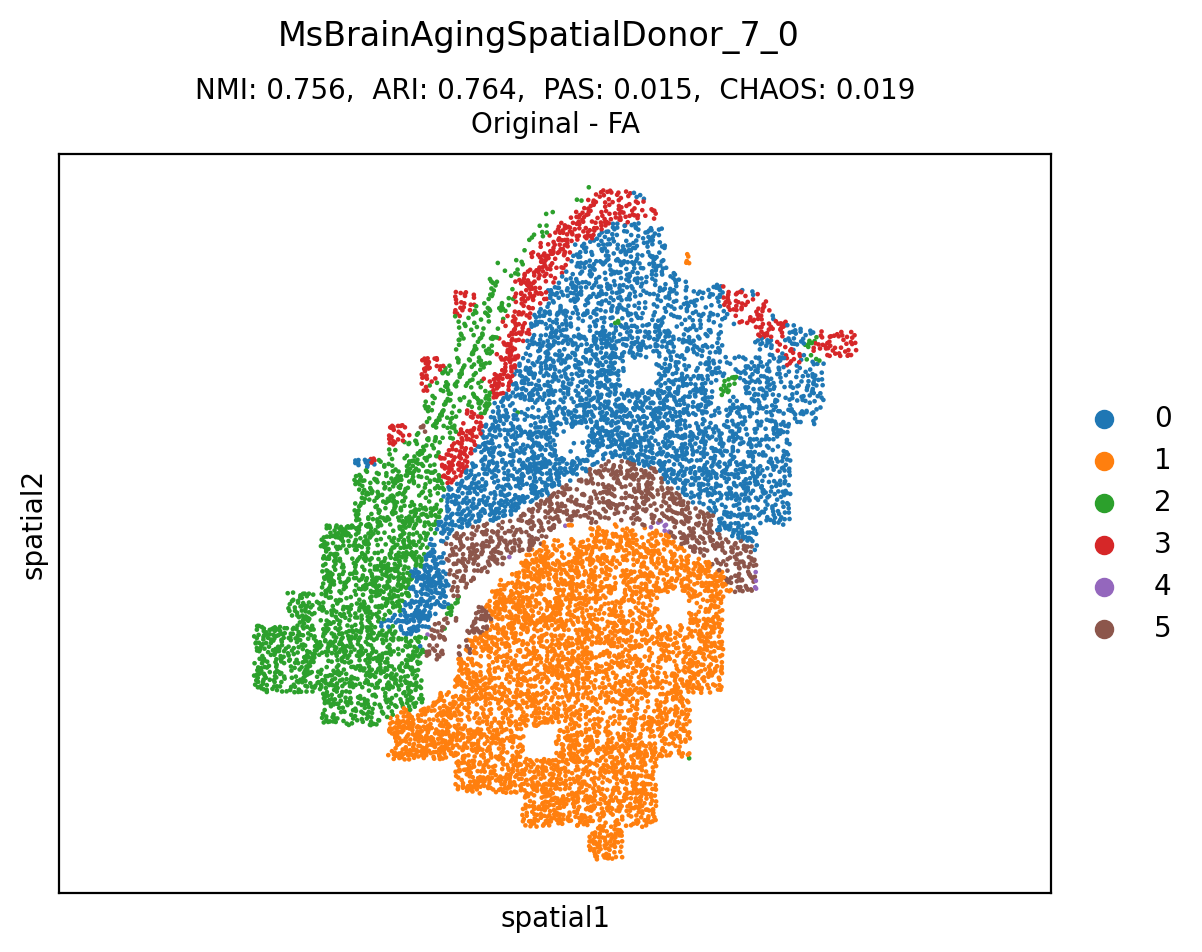 MsBrainAgingSpatialDonor_7_0
NMI: 0.756,  ARI: 0.764,  PAS: 0.015,  CHAOS: 0.019
Original - FA
spatial2
0
1
2
3
4
5
spatial1